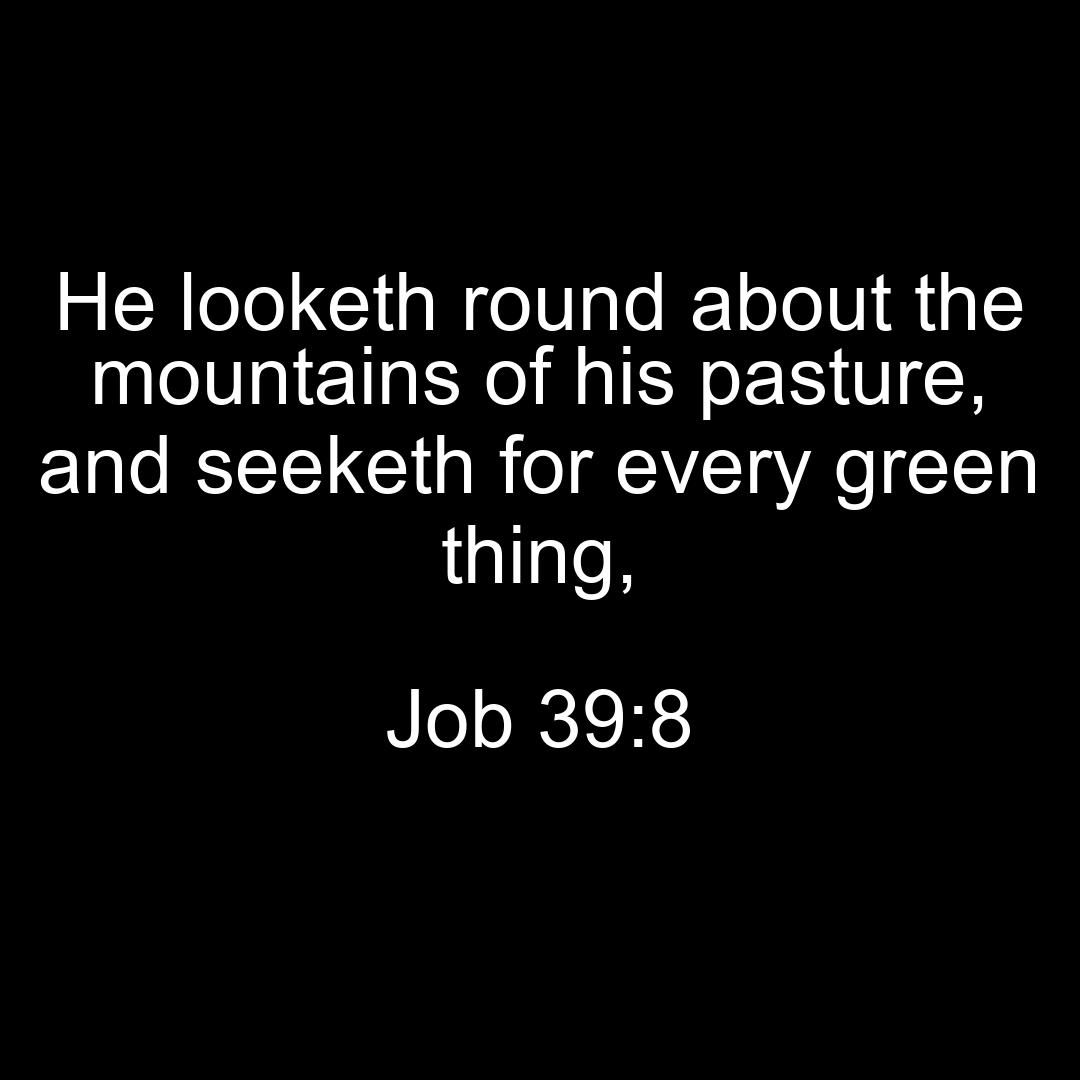 He looketh round about the
mountains of his pasture,
and seeketh for every green
thing,
Job 39:8